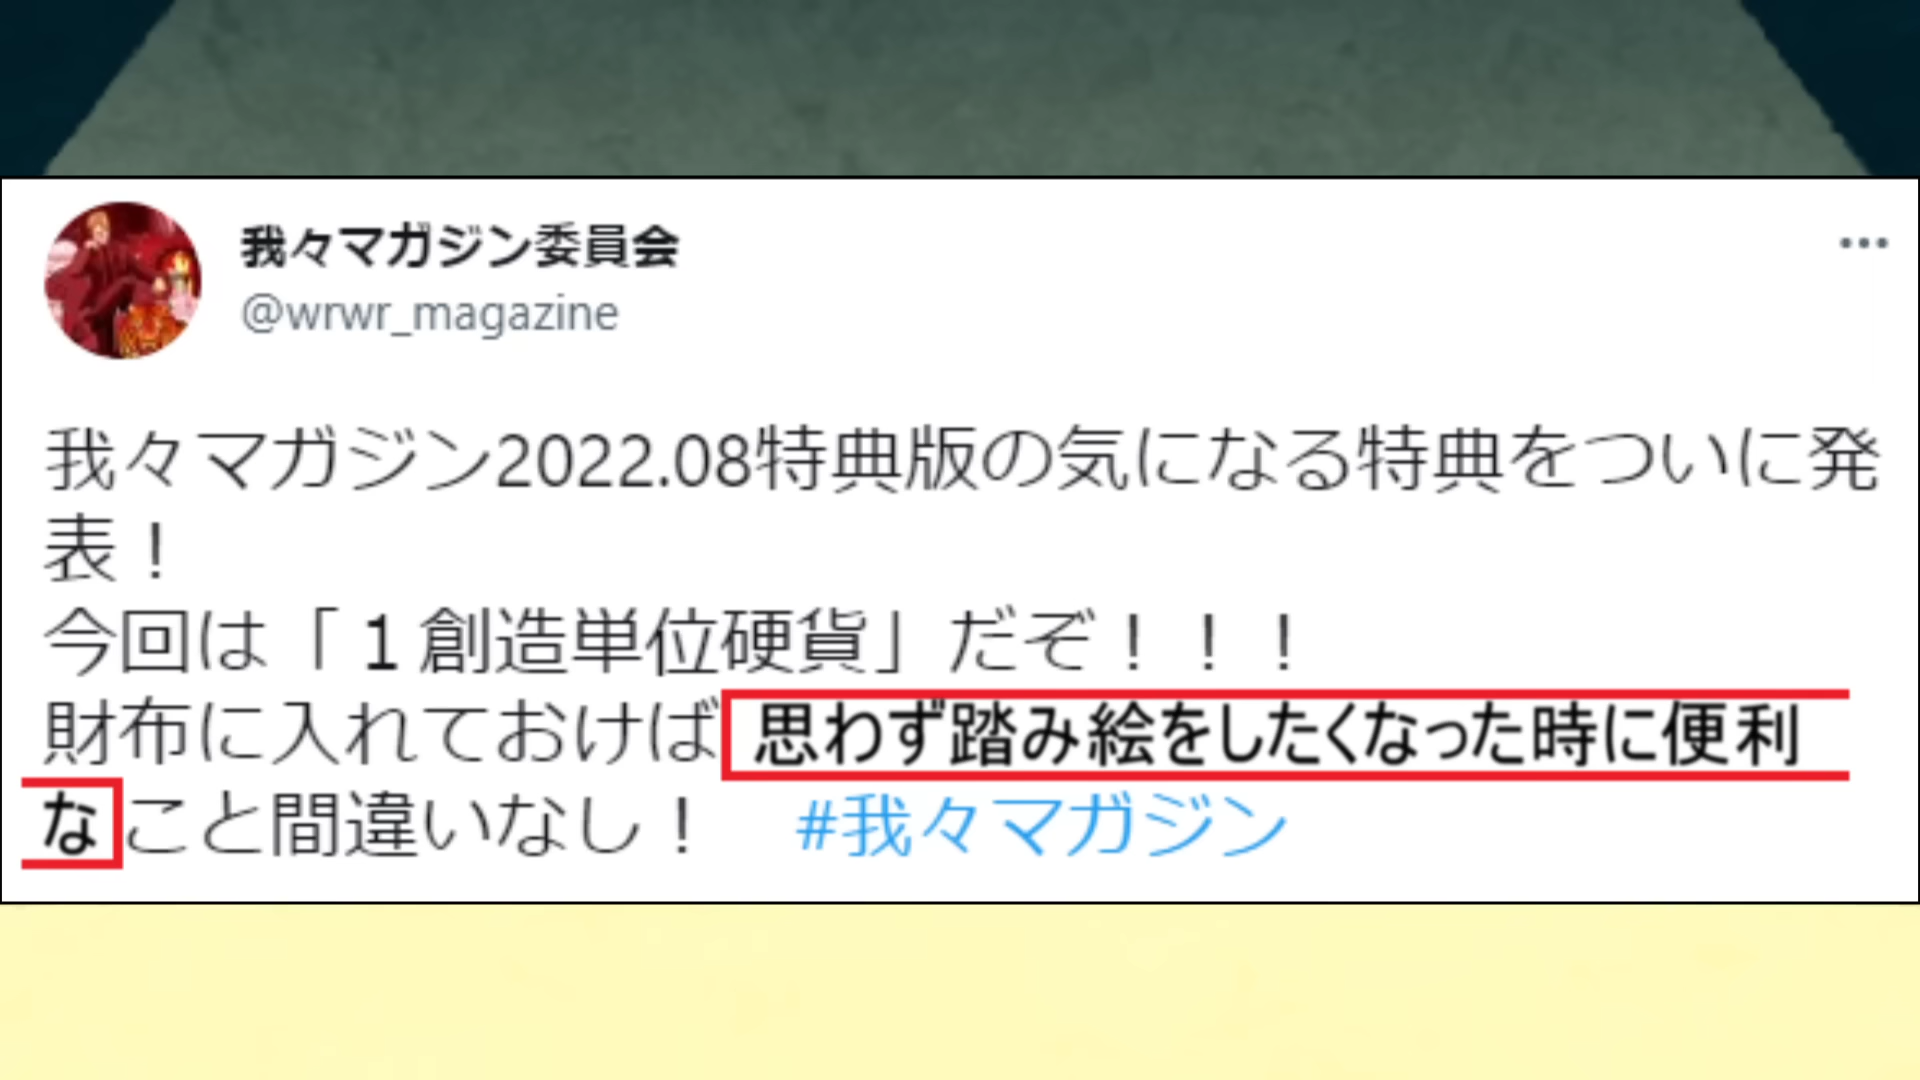 我々マガジン委員会
@wrwr_magazine
我々マガジン2022.08特典版の気になる特典をついに発
表！
今回は「１創造単位硬貨」だぞ！！！
財布に入れておけば思わず踏み絵をしたくなった時に便利
なこと間違いなし！　#我々マガジン